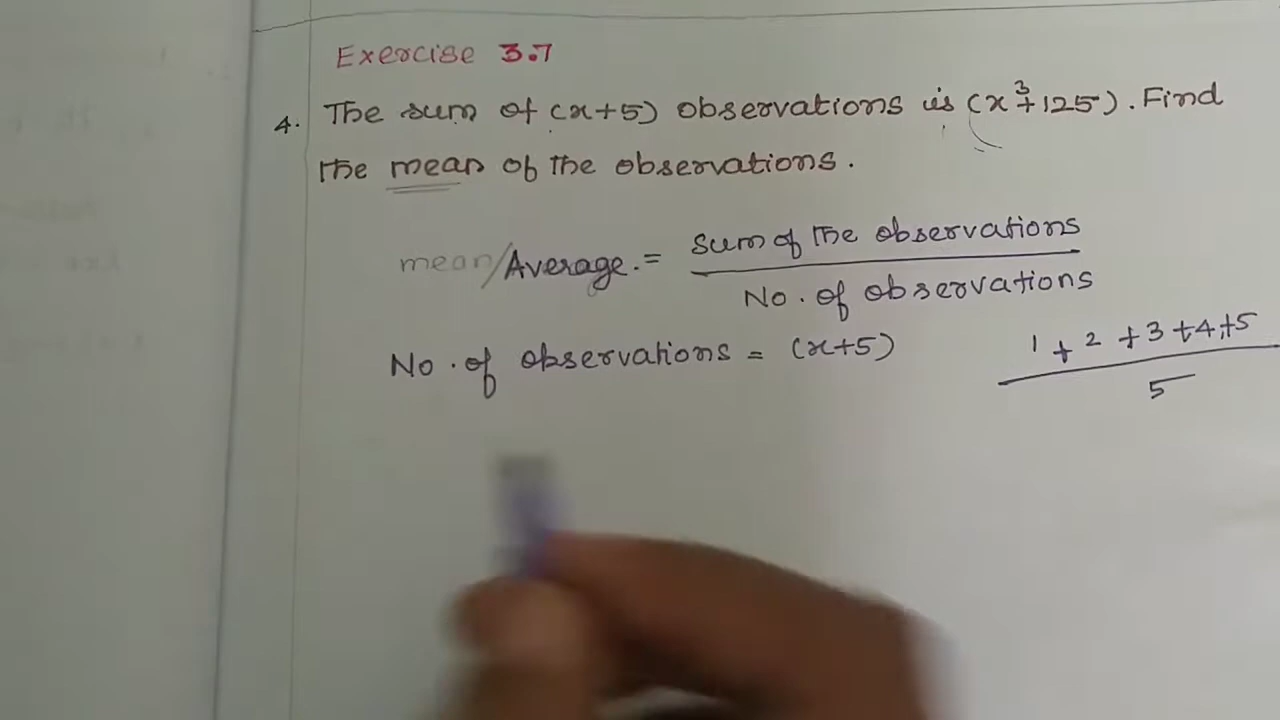 Exercise 3.7
4. The sum of (x+5) observations is (x³+125). Find
the mean of the observations.
mean/Average. = sum of the observations
No. of observations
No. of observations = (x+5)
1 + 2 + 3 + 4 + 5
5